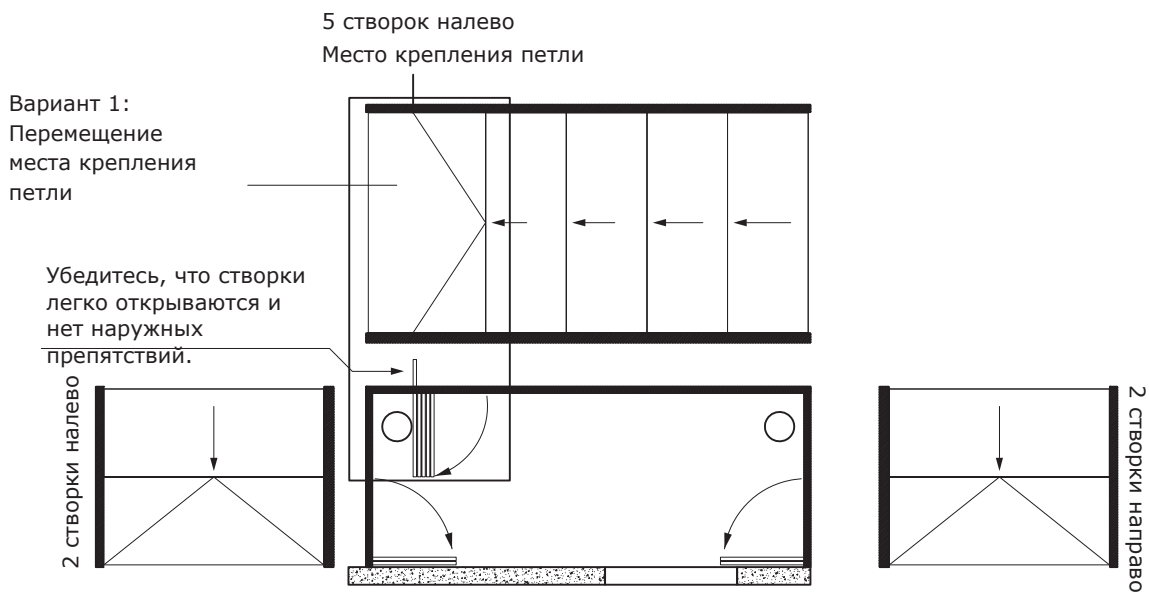 5 створок налево
Место крепления петли
Вариант 1:
Перемещение
места крепления
петли
Убедитесь, что створки
легко открываются и
нет наружных
препятствий.
2 створки налево
2 створки направо